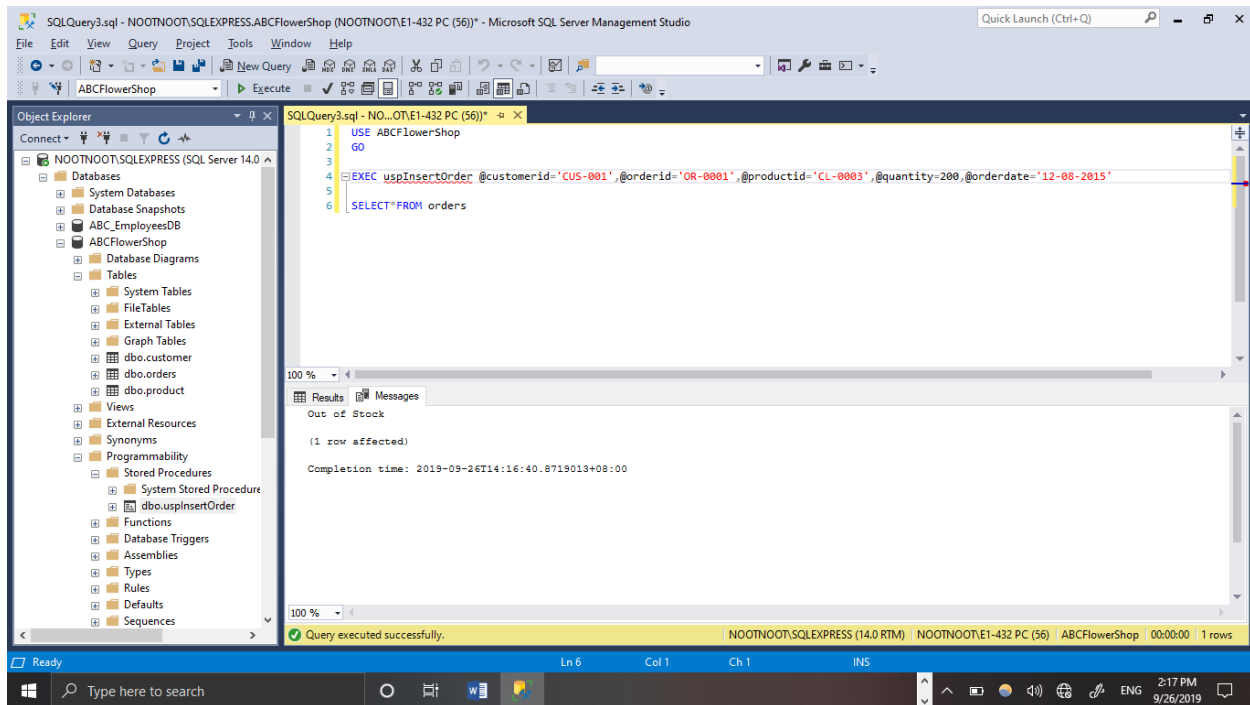 SQLQuery3.sql - NOOTNOOT\SQLEXPRESS.ABCFlowerShop (NOOTNOOT\E1-432 PC (56))* - Microsoft SQL Server Management Studio
Quick Launch (Ctrl+Q)
File Edit View Query Project Tools Window Help
New Query MDX DMX XMLA DAX
ABCFlowerShop Execute
Object Explorer
Connect
NOOTNOOT\SQLEXPRESS (SQL Server 14.0
Databases
System Databases
Database Snapshots
ABC_EmployeesDB
ABCFlowerShop
Database Diagrams
Tables
System Tables
FileTables
External Tables
Graph Tables
dbo.customer
dbo.orders
dbo.product
Views
External Resources
Synonyms
Programmability
Stored Procedures
System Stored Procedure
dbo.uspInsertOrder
Functions
Database Triggers
Assemblies
Types
Rules
Defaults
Sequences
SQLQuery3.sql - NO...OT\E1-432 PC (56))*
1 USE ABCFlowerShop
2 GO
3
4 EXEC uspInsertOrder @customerid='CUS-001',@orderid='OR-0001',@productid='CL-0003',@quantity=200,@orderdate='12-08-2015'
5
6 SELECT*FROM orders
100 %
Results Messages
Out of Stock
(1 row affected)
Completion time: 2019-09-26T14:16:40.8719013+08:00
100 %
Query executed successfully. NOOTNOOT\SQLEXPRESS (14.0 RTM) NOOTNOOT\E1-432 PC (56) ABCFlowerShop 00:00:00 1 rows
Ready Ln 6 Col 1 Ch 1 INS
Type here to search
W
ENG
2:17 PM
9/26/2019